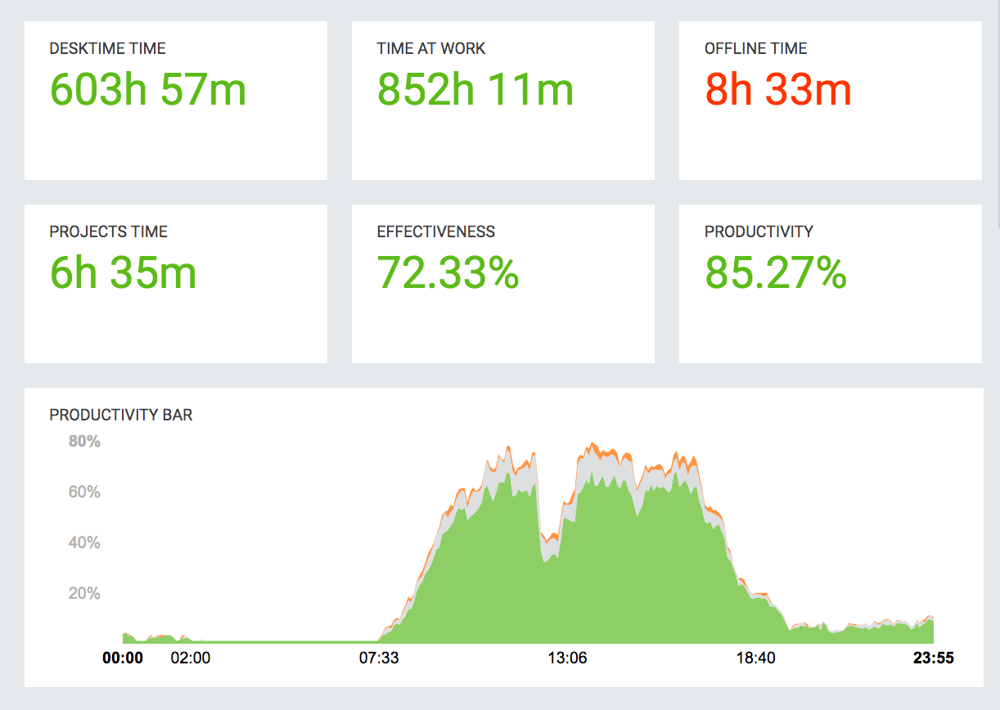 DESKTIME TIME
603h 57m
TIME AT WORK
852h 11m
OFFLINE TIME
8h 33m
PROJECTS TIME
6h 35m
EFFECTIVENESS
72.33%
PRODUCTIVITY
85.27%
PRODUCTIVITY BAR
80%
60%
40%
20%
00:00 02:00 07:33 13:06 18:40 23:55